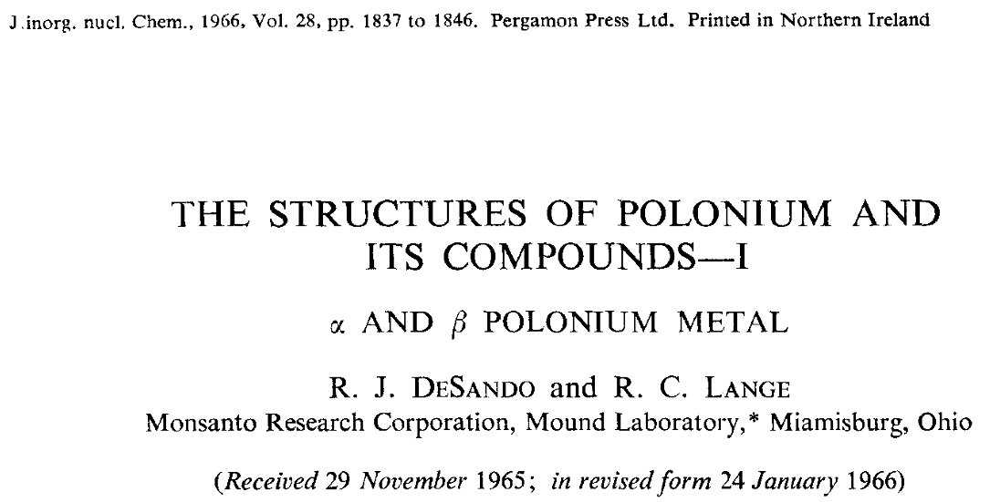 J.inorg. nucl. Chem., 1966, Vol. 28, pp. 1837 to 1846. Pergamon Press Ltd. Printed in Northern Ireland
THE STRUCTURES OF POLONIUM AND
ITS COMPOUNDS—I
α AND β POLONIUM METAL
R. J. DeSando and R. C. Lange
Monsanto Research Corporation, Mound Laboratory,* Miamisburg, Ohio
(Received 29 November 1965; in revised form 24 January 1966)